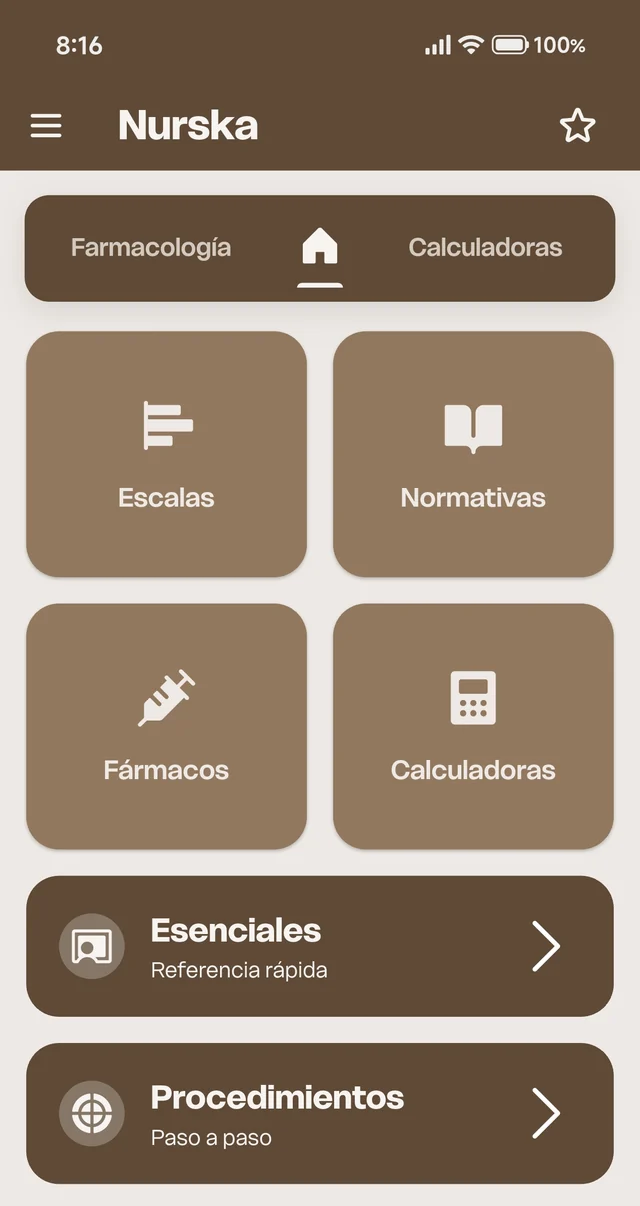 8:16
100%
Nurska
Farmacología
Calculadoras
Escalas
Normativas
Fármacos
Calculadoras
Esenciales
Referencia rápida
Procedimientos
Paso a paso